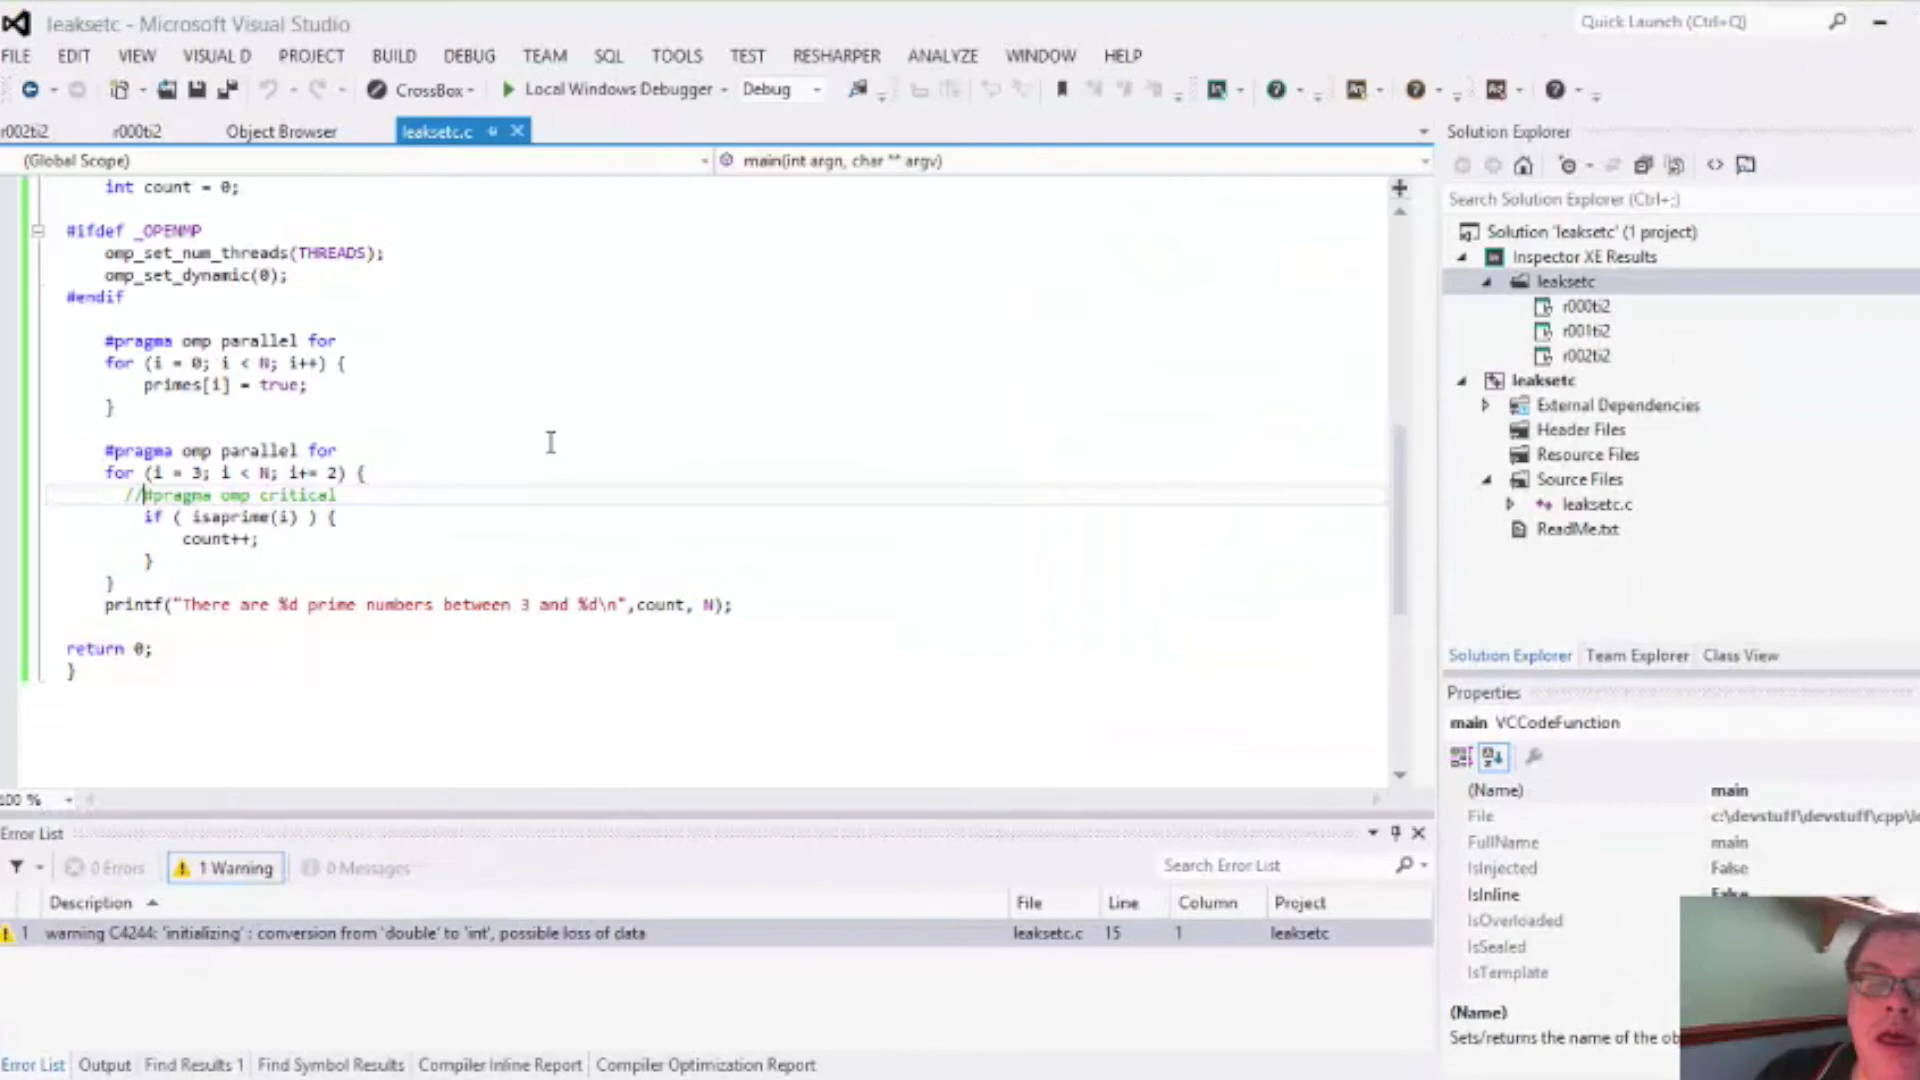 leaksetc - Microsoft Visual Studio
Quick Launch (Ctrl+Q)
FILE EDIT VIEW VISUAL D PROJECT BUILD DEBUG TEAM SQL TOOLS TEST RESHARPER ANALYZE WINDOW HELP
CrossBox Local Windows Debugger Debug
r002ti2 r000ti2 Object Browser leaksetc.c
(Global Scope) main(int argn, char ** argv)
int count = 0;
#ifdef _OPENMP
omp_set_num_threads(THREADS);
omp_set_dynamic(0);
#endif
#pragma omp parallel for
for (i = 0; i < N; i++) {
primes[i] = true;
}
#pragma omp parallel for
for (i = 3; i < N; i+= 2) {
//#pragma omp critical
if ( isaprime(i) ) {
count++;
}
}
printf("There are %d prime numbers between 3 and %d\n",count, N);
return 0;
}
100 %
Solution Explorer
Search Solution Explorer (Ctrl+;)
Solution 'leaksetc' (1 project)
Inspector XE Results
leaksetc
r000ti2
r001ti2
r002ti2
leaksetc
External Dependencies
Header Files
Resource Files
Source Files
leaksetc.c
ReadMe.txt
Solution Explorer Team Explorer Class View
Properties
main VCCodeFunction
(Name) main
File c:\devstuff\devstuff\cpp\le
FullName main
IsInjected False
IsInline False
IsOverloaded
IsSealed
IsTemplate
(Name)
Sets/returns the name of the ob
Error List
0 Errors 1 Warning 0 Messages Search Error List
Description File Line Column Project
1 warning C4244: 'initializing' : conversion from 'double' to 'int', possible loss of data leaksetc.c 15 1 leaksetc
Error List Output Find Results 1 Find Symbol Results Compiler Inline Report Compiler Optimization Report